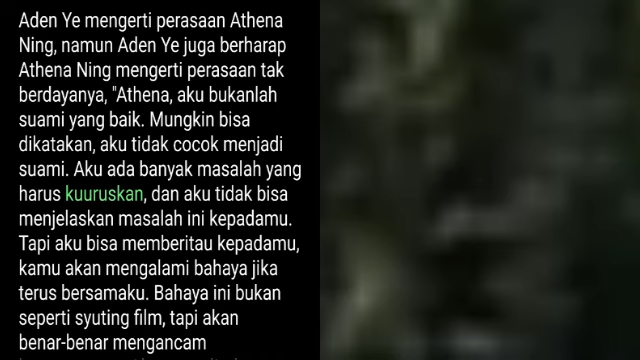 Aden Ye mengerti perasaan Athena
Ning, namun Aden Ye juga berharap
Athena Ning mengerti perasaan tak
berdayanya, "Athena, aku bukanlah
suami yang baik. Mungkin bisa
dikatakan, aku tidak cocok menjadi
suami. Aku ada banyak masalah yang
harus kuuruskan, dan aku tidak bisa
menjelaskan masalah ini kepadamu.
Tapi aku bisa memberitau kepadamu,
kamu akan mengalami bahaya jika
terus bersamaku. Bahaya ini bukan
seperti syuting film, tapi akan
benar-benar mengancam